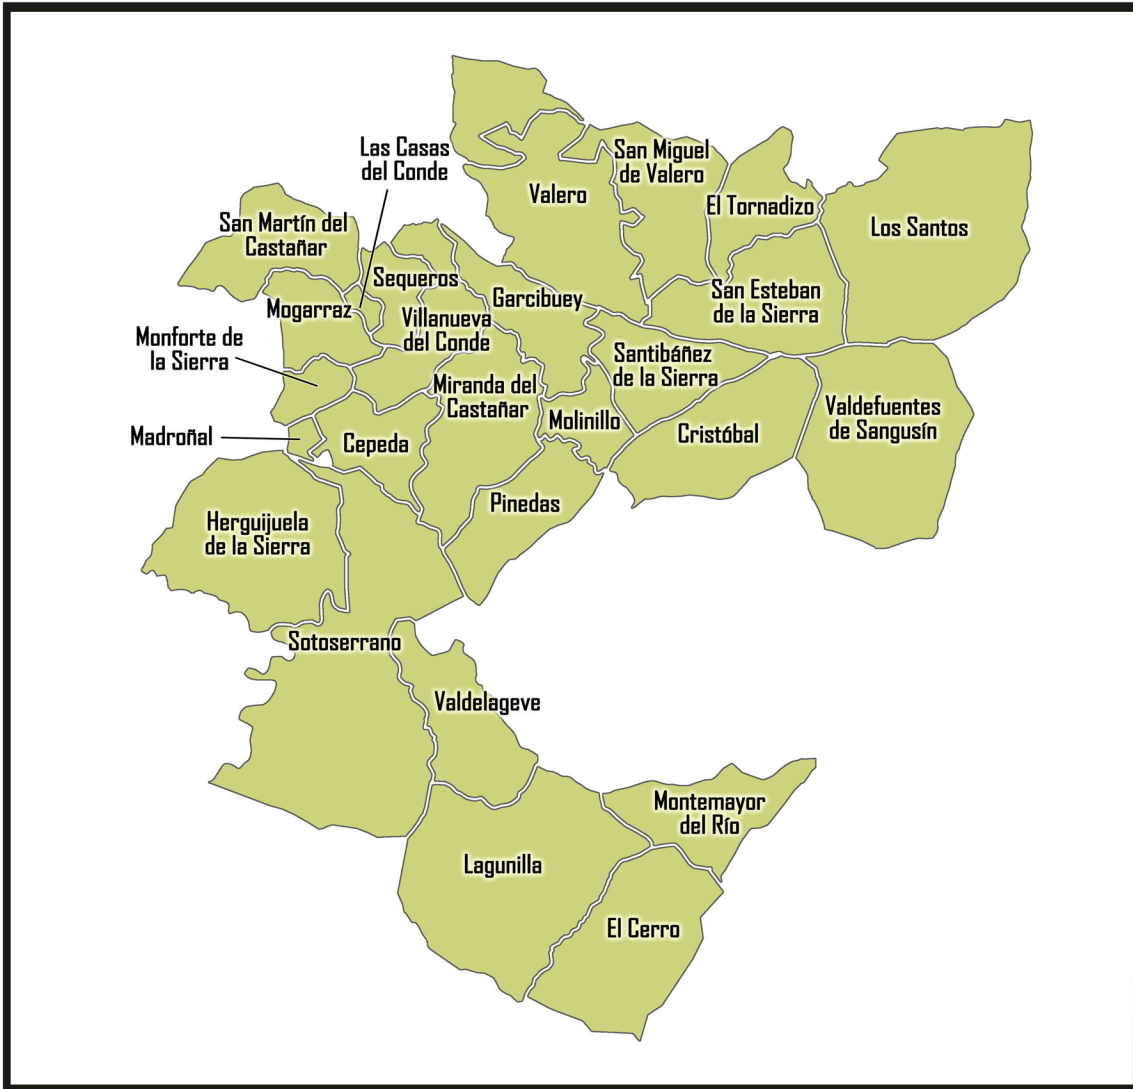 Las Casas
del Conde
San Miguel
de Valero
Valero
El Tornadizo
San Martín del
Castañar
Los Santos
Sequeros
San Esteban
de la Sierra
Garcibuey
Mogarraz
Villanueva
del Conde
Monforte de
la Sierra
Santibáñez
de la Sierra
Miranda del
Castañar
Valdefuentes
de Sangusín
Molinillo
Madroñal
Cepeda
Cristóbal
Pinedas
Herguijuela
de la Sierra
Sotoserrano
Valdelageve
Montemayor
del Río
Lagunilla
El Cerro